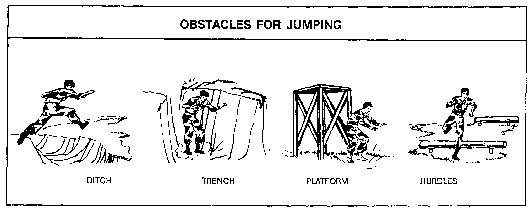 OBSTACLES FOR JUMPING
DITCH TRENCH PLATFORM HURDLES